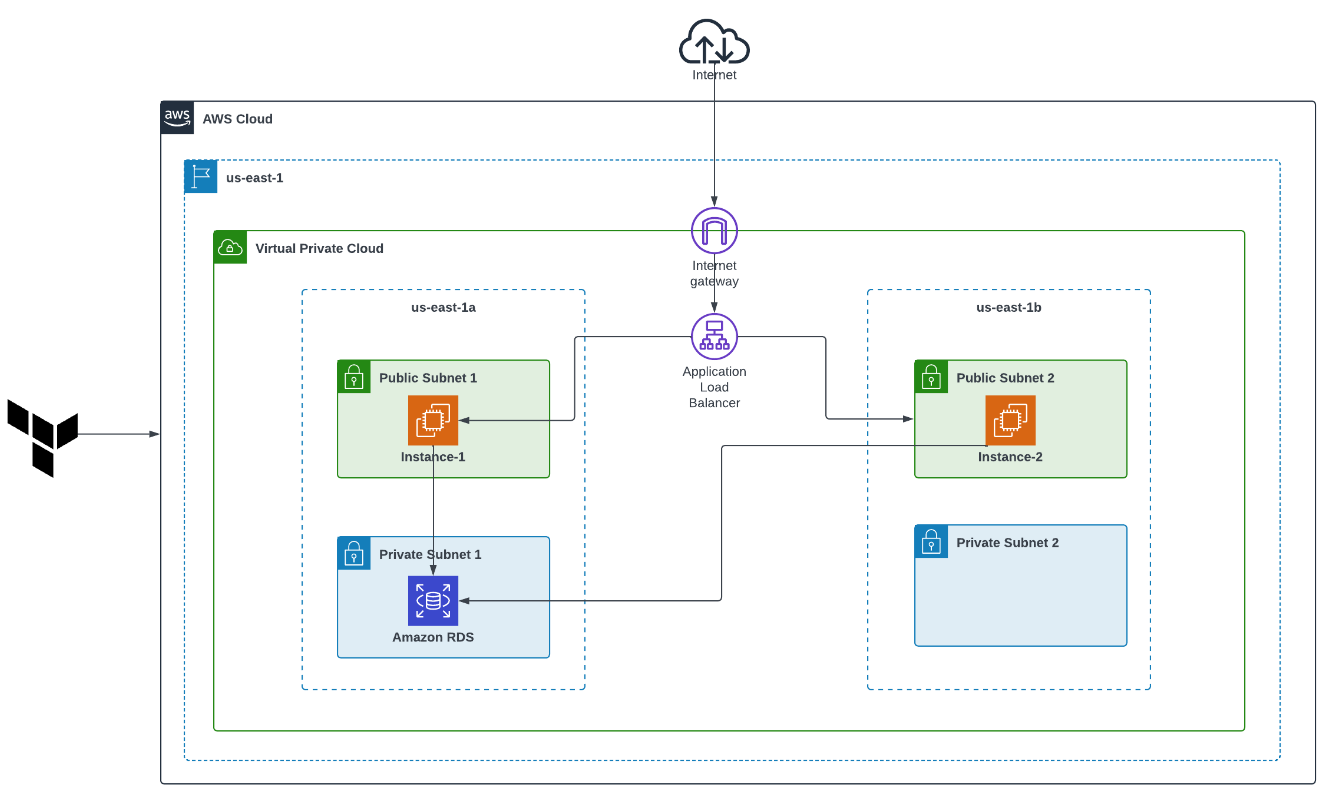 Internet
aws
AWS Cloud
us-east-1
Virtual Private Cloud
Internet
gateway
us-east-1a
us-east-1b
Application
Load
Balancer
Public Subnet 1
Public Subnet 2
Instance-1
Instance-2
Private Subnet 1
Private Subnet 2
Amazon RDS